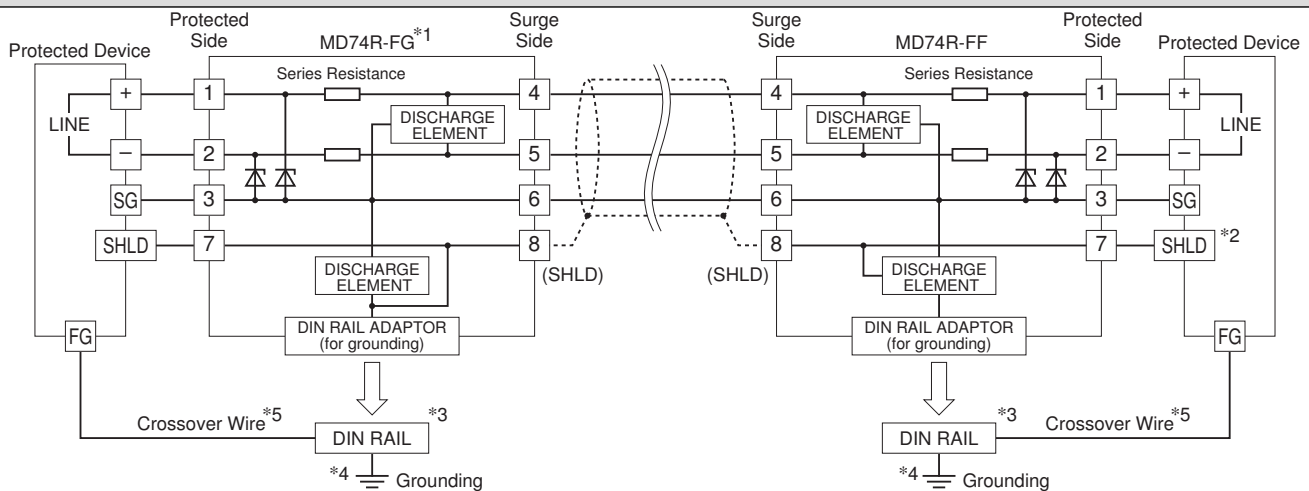 Protected Device
Protected
Side
MD74R-FG*1
Surge
Side
Surge
Side
MD74R-FF
Protected
Side
Protected Device
Series Resistance
Series Resistance
+
1
4
4
1
+
LINE
DISCHARGE
ELEMENT
DISCHARGE
ELEMENT
LINE
−
2
5
5
2
−
SG
3
6
6
3
SG
SHLD
7
8
8
7
SHLD
*2
(SHLD)
(SHLD)
DISCHARGE
ELEMENT
DISCHARGE
ELEMENT
FG
DIN RAIL ADAPTOR
(for grounding)
DIN RAIL ADAPTOR
(for grounding)
FG
Crossover Wire*5
*3
DIN RAIL
*3
DIN RAIL
Crossover Wire*5
*4
Grounding
*4
Grounding